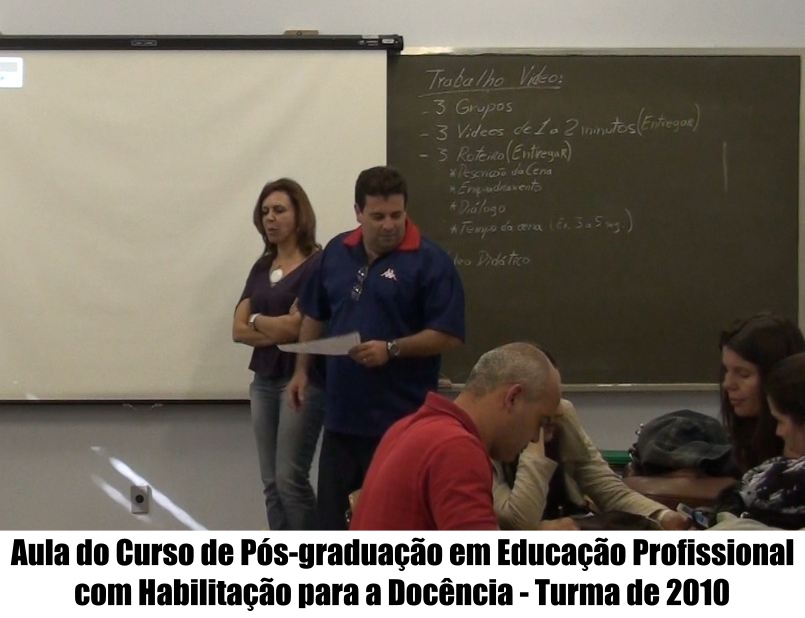 Trabalho Vídeo:
- 3 Grupos
- 3 Videos de 1 a 2 minutos (Entregar)
- 3 Roteiro (Entregar)
* Descrição da Cena
* Enquadramento
* Diálogo
* Tempo da cena (Ex. 3 a 5 seg.)
Didático
Kappa
Aula do Curso de Pós-graduação em Educação Profissional
com Habilitação para a Docência - Turma de 2010